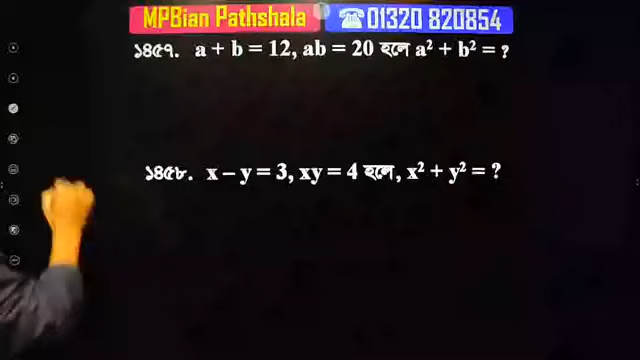 MPBian Pathshala ☎01320 820854
১৪৫৭. a + b = 12, ab = 20 হলে a² + b² = ?
১৪৫৮. x – y = 3, xy = 4 হলে, x² + y² = ?